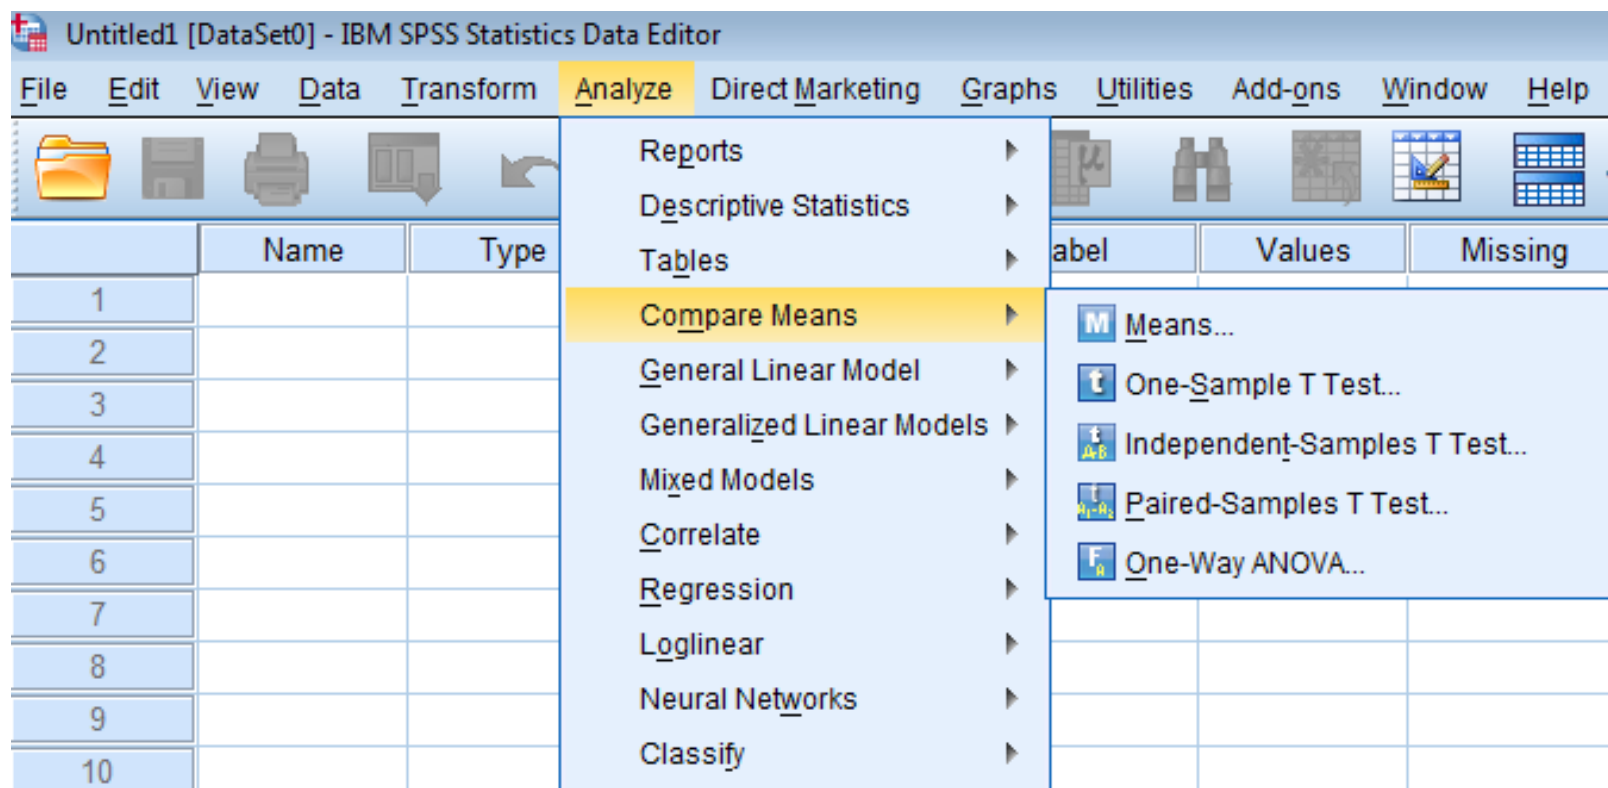 Untitled1 [DataSet0] - IBM SPSS Statistics Data Editor
File Edit View Data Transform Analyze Direct Marketing Graphs Utilities Add-ons Window Help
Reports
μ
Descriptive Statistics
Name Type Tables abel Values Missing
1 Compare Means
M Means...
2 General Linear Model
t One-Sample T Test...
3 Generalized Linear Models
t A-B Independent-Samples T Test...
4 Mixed Models
5 t A₁-A₂ Paired-Samples T Test...
6 Correlate
F A One-Way ANOVA...
7 Regression
8 Loglinear
9 Neural Networks
10 Classify